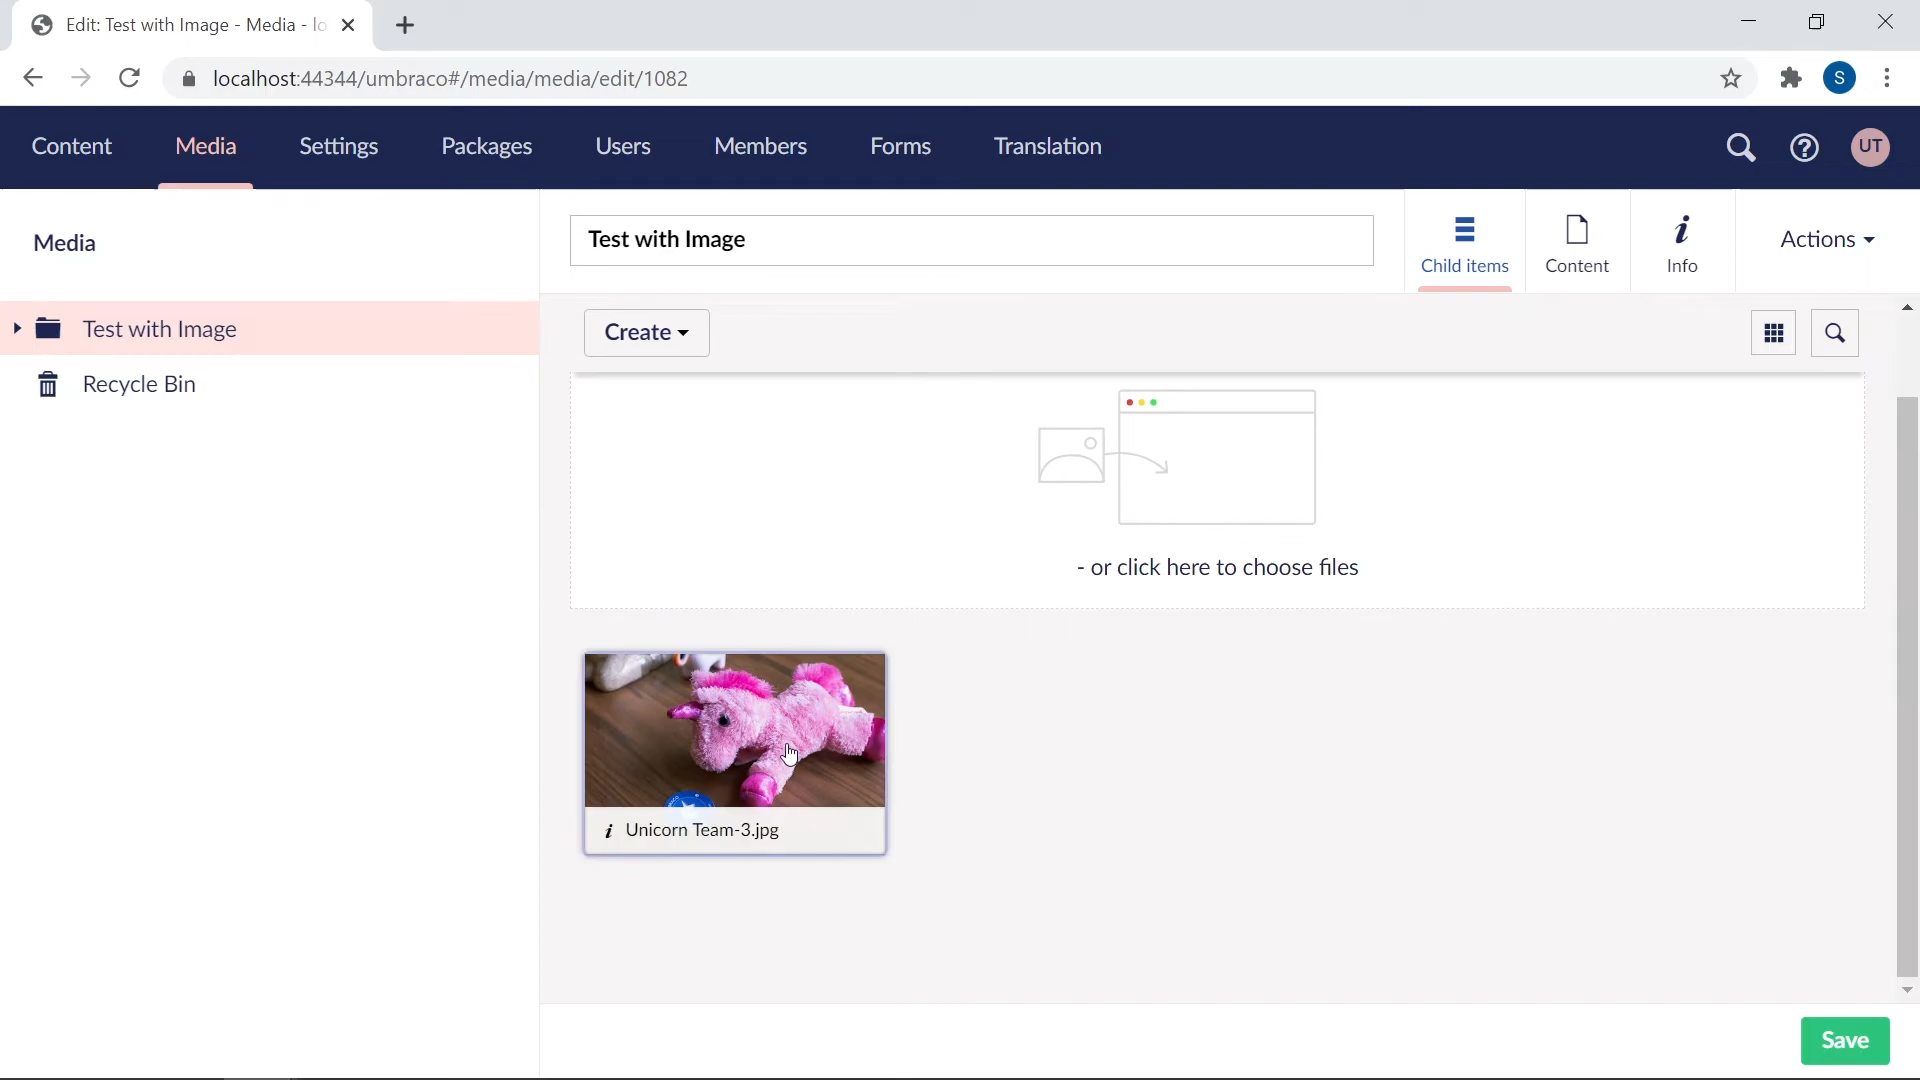 Edit: Test with Image - Media - lo
localhost:44344/umbraco#/media/media/edit/1082
S
Content
Media
Settings
Packages
Users
Members
Forms
Translation
UT
Media
Test with Image
Recycle Bin
Test with Image
Child items
Content
Info
Actions
Create
- or click here to choose files
Unicorn Team-3.jpg
Save